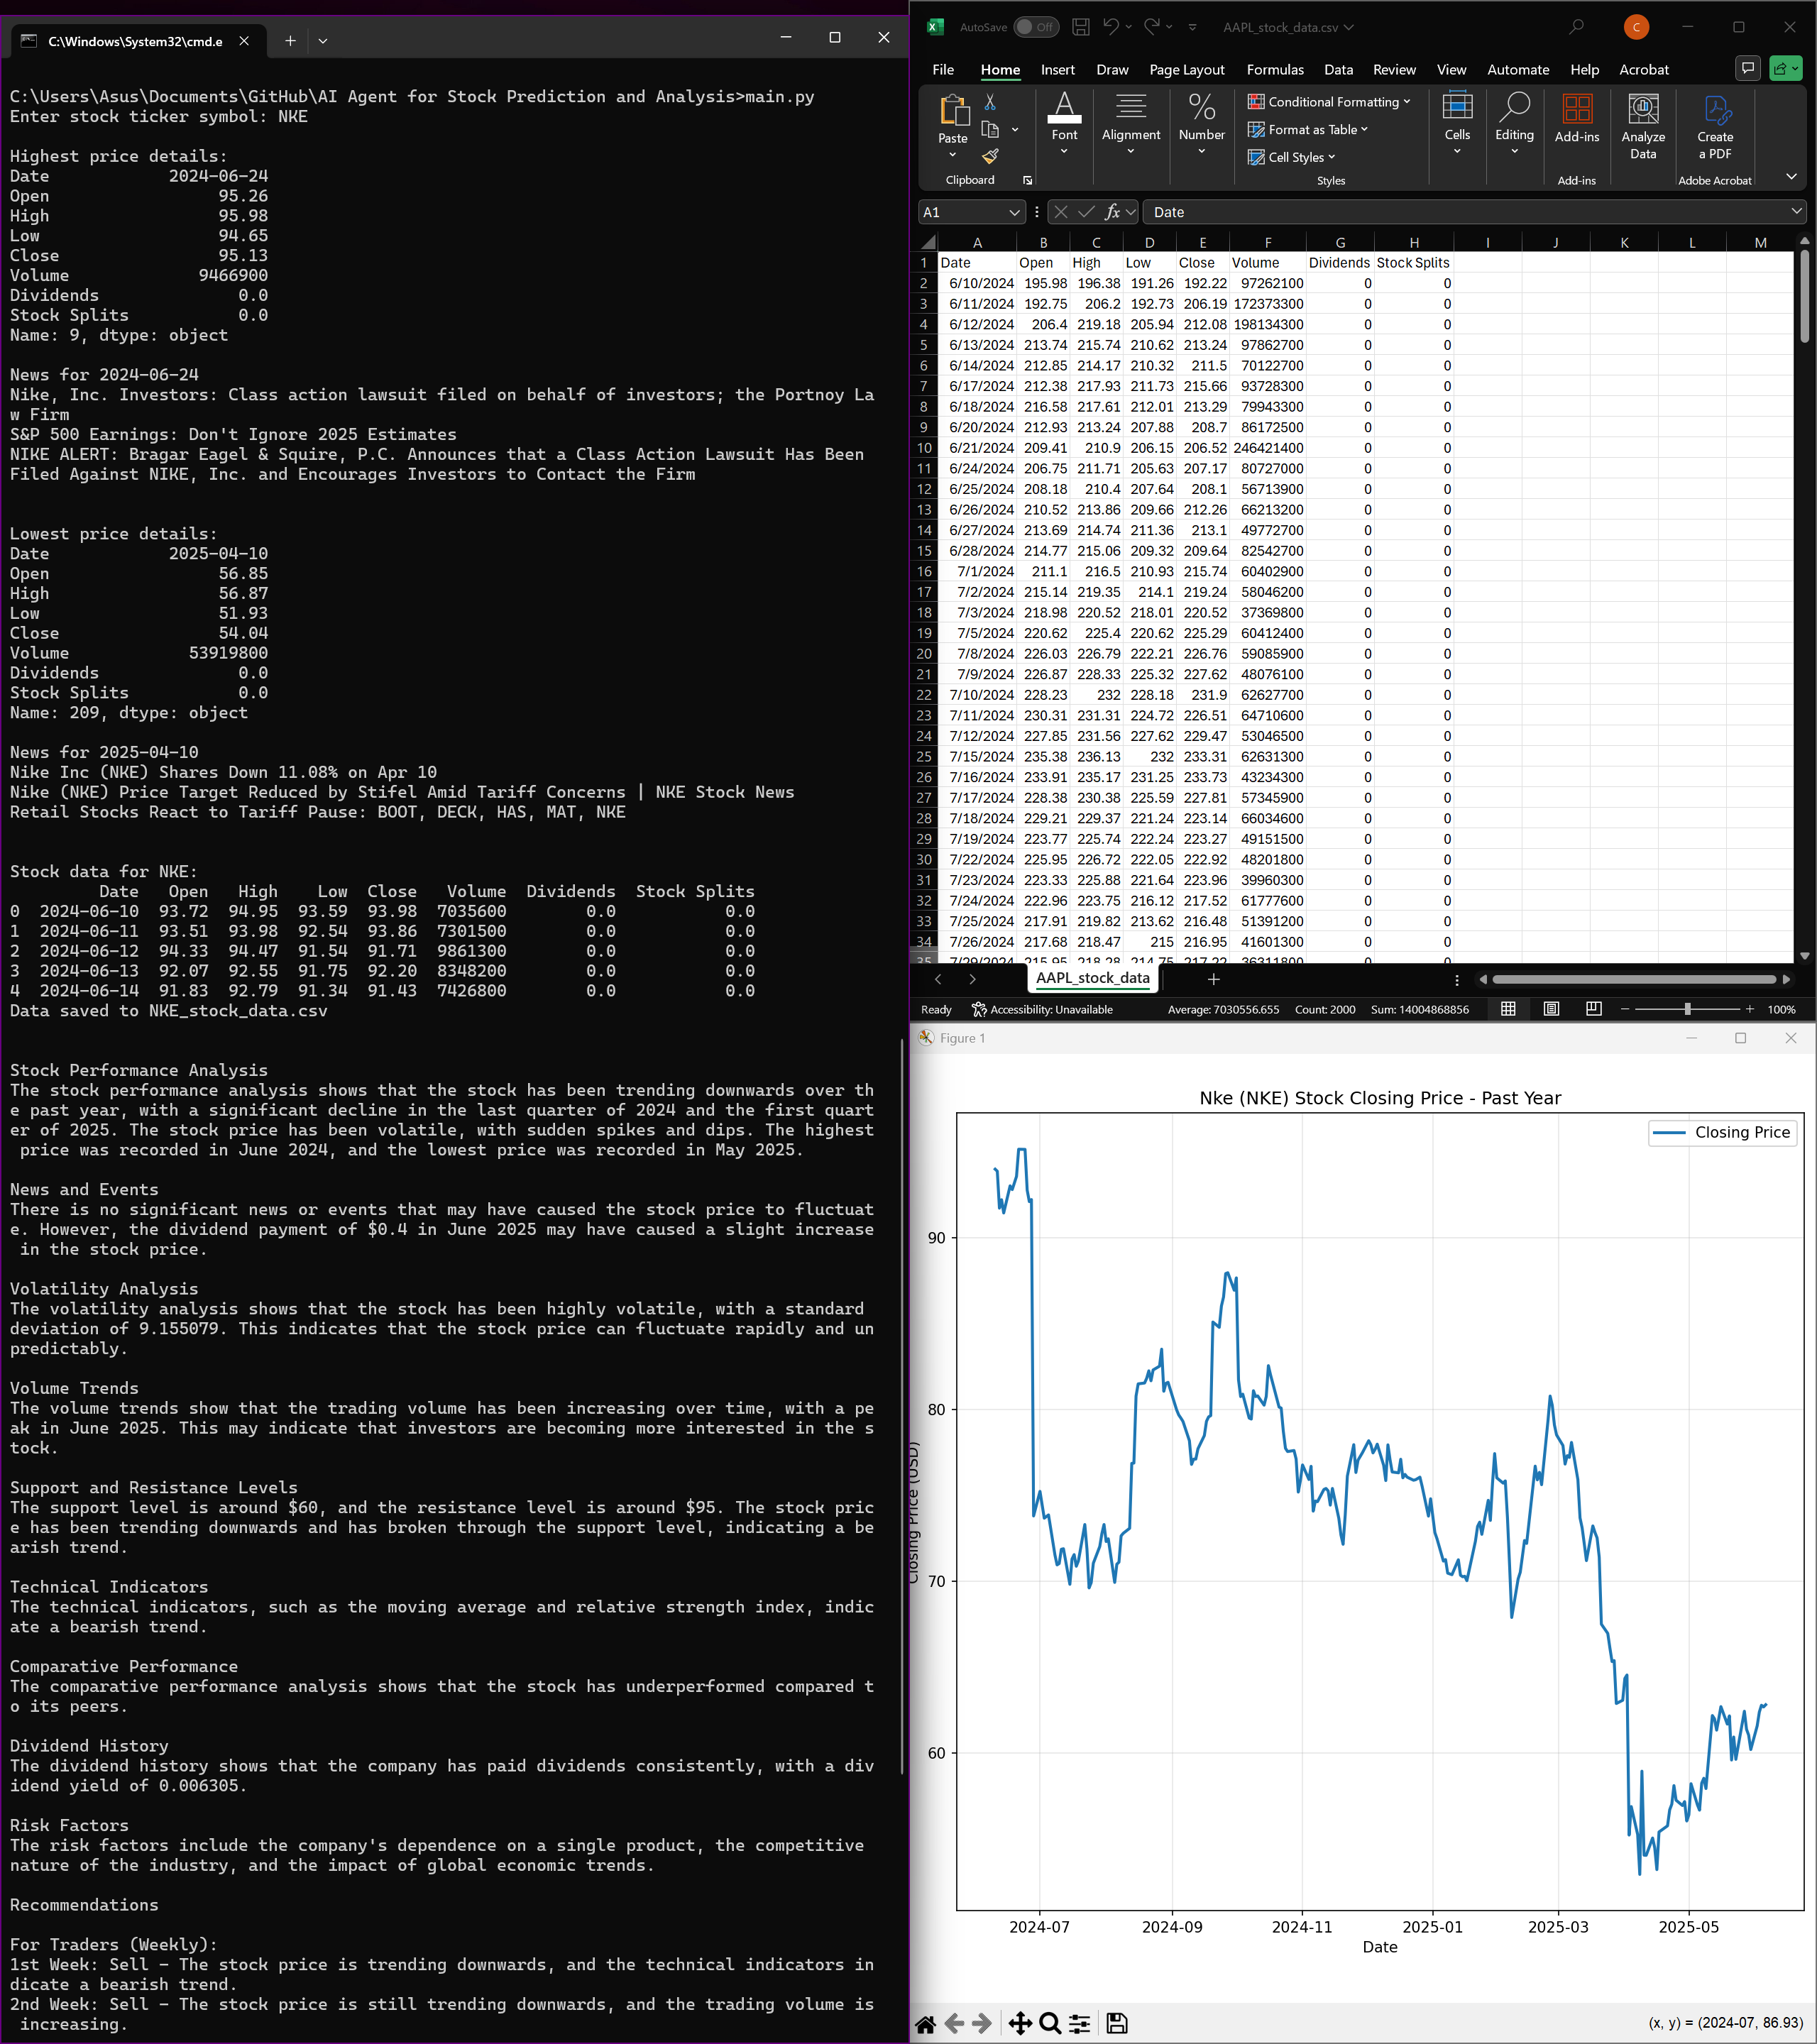 C:\Windows\System32\cmd.e
C:\Users\Asus\Documents\GitHub\AI Agent for Stock Prediction and Analysis>main.py
Enter stock ticker symbol: NKE
Highest price details:
Date 2024-06-24
Open 95.26
High 95.98
Low 94.65
Close 95.13
Volume 9466900
Dividends 0.0
Stock Splits 0.0
Name: 9, dtype: object
News for 2024-06-24
Nike, Inc. Investors: Class action lawsuit filed on behalf of investors; the Portnoy La
w Firm
S&P 500 Earnings: Don't Ignore 2025 Estimates
NIKE ALERT: Bragar Eagel & Squire, P.C. Announces that a Class Action Lawsuit Has Been
Filed Against NIKE, Inc. and Encourages Investors to Contact the Firm
Lowest price details:
Date 2025-04-10
Open 56.85
High 56.87
Low 51.93
Close 54.04
Volume 53919800
Dividends 0.0
Stock Splits 0.0
Name: 209, dtype: object
News for 2025-04-10
Nike Inc (NKE) Shares Down 11.08% on Apr 10
Nike (NKE) Price Target Reduced by Stifel Amid Tariff Concerns | NKE Stock News
Retail Stocks React to Tariff Pause: BOOT, DECK, HAS, MAT, NKE
Stock data for NKE:
Date Open High Low Close Volume Dividends Stock Splits
0 2024-06-10 93.72 94.95 93.59 93.98 7035600 0.0 0.0
1 2024-06-11 93.51 93.98 92.54 93.86 7301500 0.0 0.0
2 2024-06-12 94.33 94.47 91.54 91.71 9861300 0.0 0.0
3 2024-06-13 92.07 92.55 91.75 92.20 8348200 0.0 0.0
4 2024-06-14 91.83 92.79 91.34 91.43 7426800 0.0 0.0
Data saved to NKE_stock_data.csv
Stock Performance Analysis
The stock performance analysis shows that the stock has been trending downwards over th
e past year, with a significant decline in the last quarter of 2024 and the first quart
er of 2025. The stock price has been volatile, with sudden spikes and dips. The highest
price was recorded in June 2024, and the lowest price was recorded in May 2025.
News and Events
There is no significant news or events that may have caused the stock price to fluctuat
e. However, the dividend payment of $0.4 in June 2025 may have caused a slight increase
in the stock price.
Volatility Analysis
The volatility analysis shows that the stock has been highly volatile, with a standard
deviation of 9.155079. This indicates that the stock price can fluctuate rapidly and un
predictably.
Volume Trends
The volume trends show that the trading volume has been increasing over time, with a pe
ak in June 2025. This may indicate that investors are becoming more interested in the s
tock.
Support and Resistance Levels
The support level is around $60, and the resistance level is around $95. The stock pric
e has been trending downwards and has broken through the support level, indicating a be
arish trend.
Technical Indicators
The technical indicators, such as the moving average and relative strength index, indic
ate a bearish trend.
Comparative Performance
The comparative performance analysis shows that the stock has underperformed compared t
o its peers.
Dividend History
The dividend history shows that the company has paid dividends consistently, with a div
idend yield of 0.006305.
Risk Factors
The risk factors include the company's dependence on a single product, the competitive
nature of the industry, and the impact of global economic trends.
Recommendations
For Traders (Weekly):
1st Week: Sell - The stock price is trending downwards, and the technical indicators in
dicate a bearish trend.
2nd Week: Sell - The stock price is still trending downwards, and the trading volume is
increasing.
AutoSave Off AAPL_stock_data.csv C
File Home Insert Draw Page Layout Formulas Data Review View Automate Help Acrobat
Paste Font Alignment Number Conditional Formatting Format as Table Cell Styles Cells Editing Add-ins Analyze Data Create a PDF
Clipboard Styles Add-ins Adobe Acrobat
A1 fx Date
A B C D E F G H I J K L M
1 Date Open High Low Close Volume Dividends Stock Splits
2 6/10/2024 195.98 196.38 191.26 192.22 97262100 0 0
3 6/11/2024 192.75 206.2 192.73 206.19 172373300 0 0
4 6/12/2024 206.4 219.18 205.94 212.08 198134300 0 0
5 6/13/2024 213.74 215.74 210.62 213.24 97862700 0 0
6 6/14/2024 212.85 214.17 210.32 211.5 70122700 0 0
7 6/17/2024 212.38 217.93 211.73 215.66 93728300 0 0
8 6/18/2024 216.58 217.61 212.01 213.29 79943300 0 0
9 6/20/2024 212.93 213.24 207.88 208.7 86172500 0 0
10 6/21/2024 209.41 210.9 206.15 206.52 246421400 0 0
11 6/24/2024 206.75 211.71 205.63 207.17 80727000 0 0
12 6/25/2024 208.18 210.4 207.64 208.1 56713900 0 0
13 6/26/2024 210.52 213.86 209.66 212.26 66213200 0 0
14 6/27/2024 213.69 214.74 211.36 213.1 49772700 0 0
15 6/28/2024 214.77 215.06 209.32 209.64 82542700 0 0
16 7/1/2024 211.1 216.5 210.93 215.74 60402900 0 0
17 7/2/2024 215.14 219.35 214.1 219.24 58046200 0 0
18 7/3/2024 218.98 220.52 218.01 220.52 37369800 0 0
19 7/5/2024 220.62 225.4 220.62 225.29 60412400 0 0
20 7/8/2024 226.03 226.79 222.21 226.76 59085900 0 0
21 7/9/2024 226.87 228.33 225.32 227.62 48076100 0 0
22 7/10/2024 228.23 232 228.18 231.9 62627700 0 0
23 7/11/2024 230.31 231.31 224.72 226.51 64710600 0 0
24 7/12/2024 227.85 231.56 227.62 229.47 53046500 0 0
25 7/15/2024 235.38 236.13 232 233.31 62631300 0 0
26 7/16/2024 233.91 235.17 231.25 233.73 43234300 0 0
27 7/17/2024 228.38 230.38 225.59 227.81 57345900 0 0
28 7/18/2024 229.21 229.37 221.24 223.14 66034600 0 0
29 7/19/2024 223.77 225.74 222.24 223.27 49151500 0 0
30 7/22/2024 225.95 226.72 222.05 222.92 48201800 0 0
31 7/23/2024 223.33 225.88 221.64 223.96 39960300 0 0
32 7/24/2024 222.96 223.75 216.12 217.52 61777600 0 0
33 7/25/2024 217.91 219.82 213.62 216.48 51391200 0 0
34 7/26/2024 217.68 218.47 215 216.95 41601300 0 0
35 7/29/2024 215.95 218.28 214.75 217.22 36311800 0 0
AAPL_stock_data
Ready Accessibility: Unavailable Average: 7030556.655 Count: 2000 Sum: 14004868856 100%
Figure 1
Nke (NKE) Stock Closing Price - Past Year
Closing Price
Closing Price (USD)
90
80
70
60
2024-07 2024-09 2024-11 2025-01 2025-03 2025-05
Date
(x, y) = (2024-07, 86.93)